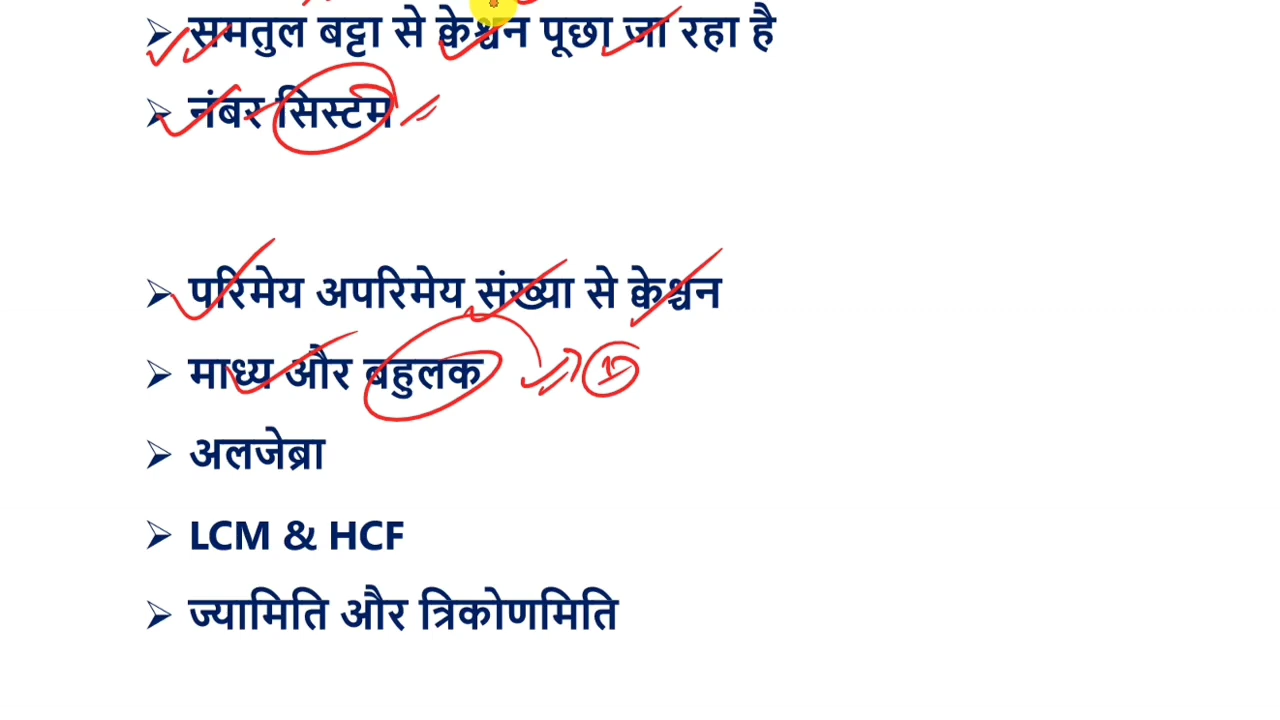 ➢ समतुल बट्टा से क्वेश्चन पूछा जा रहा है
➢ नंबर सिस्टम
➢ परिमेय अपरिमेय संख्या से क्वेश्चन
➢ माध्य और बहुलक
➢ अलजेब्रा
➢ LCM & HCF
➢ ज्यामिति और त्रिकोणमिति